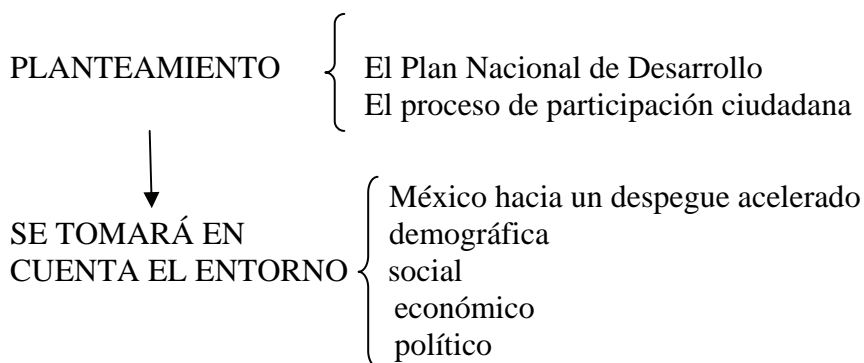 PLANTEAMIENTO
El Plan Nacional de Desarrollo
El proceso de participación ciudadana
SE TOMARÁ EN
CUENTA EL ENTORNO
México hacia un despegue acelerado
demográfica
social
económico
político